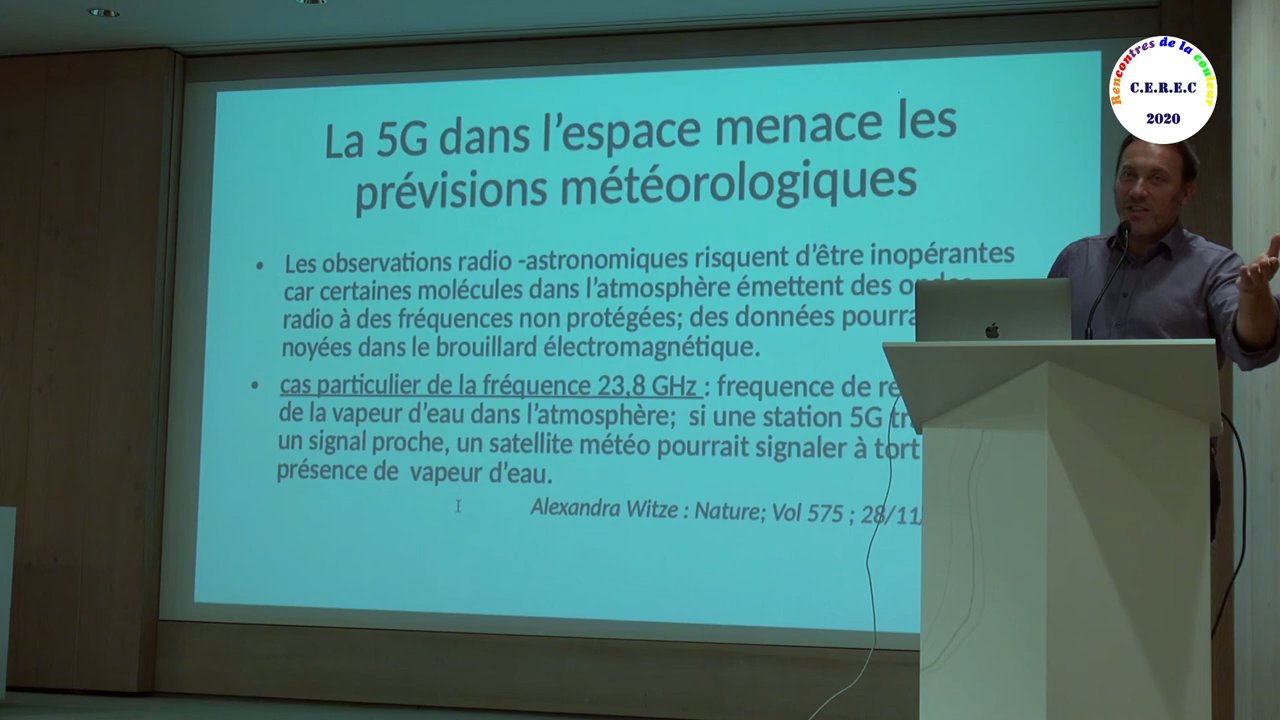 Rencontres de la couleur
C.E.R.E.C
2020
La 5G dans l'espace menace les
prévisions météorologiques
• Les observations radio -astronomiques risquent d'être inopérantes
car certaines molécules dans l'atmosphère émettent des
radio à des fréquences non protégées; des données
noyées dans le brouillard électromagnétique.
• cas particulier de la fréquence 23,8 GHz : frequence de
de la vapeur d'eau dans l'atmosphère; si une station 5G
un signal proche, un satellite météo pourrait signaler à tort
présence de vapeur d'eau.
Alexandra Witze : Nature; Vol 575 ; 28/11/